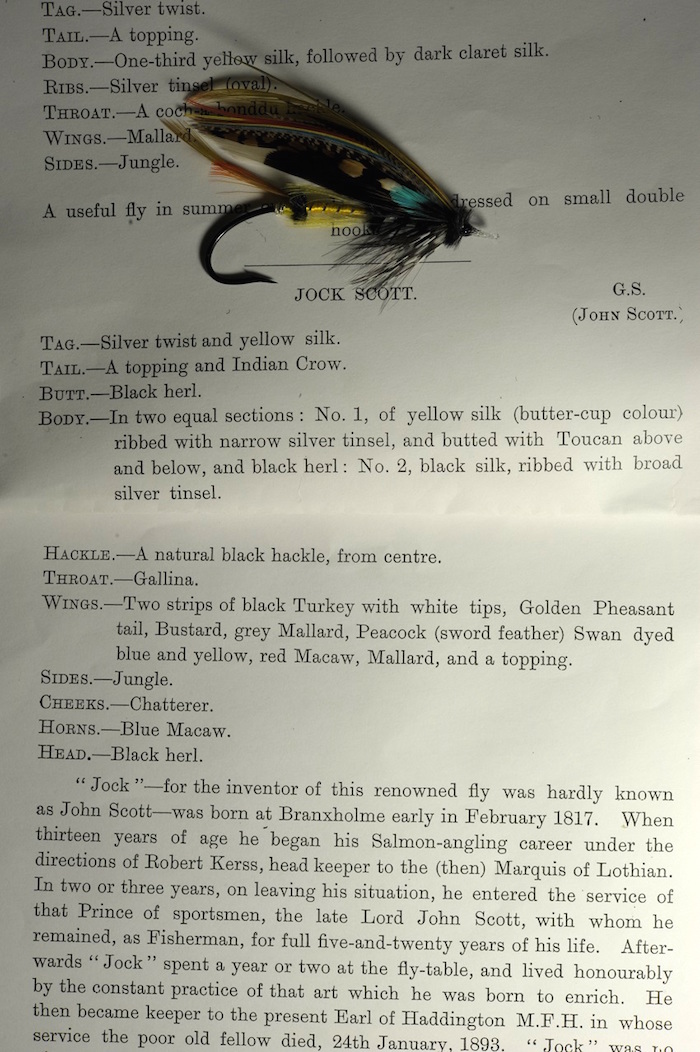 TAG.—Silver twist.
TAIL.—A topping.
BODY.—One-third yellow silk, followed by dark claret silk.
RIBS.—Silver tinsel (oval).
THROAT.—A coch-a-bonddu hackle.
WINGS.—Mallard.
SIDES.—Jungle.
A useful fly in summer dressed on small double
hook
JOCK SCOTT.
G.S.
(JOHN SCOTT.)
TAG.—Silver twist and yellow silk.
TAIL.—A topping and Indian Crow.
BUTT.—Black herl.
BODY.—In two equal sections: No. 1, of yellow silk (butter-cup colour)
ribbed with narrow silver tinsel, and butted with Toucan above
and below, and black herl: No. 2, black silk, ribbed with broad
silver tinsel.
HACKLE.—A natural black hackle, from centre.
THROAT.—Gallina.
WINGS.—Two strips of black Turkey with white tips, Golden Pheasant
tail, Bustard, grey Mallard, Peacock (sword feather) Swan dyed
blue and yellow, red Macaw, Mallard, and a topping.
SIDES.—Jungle.
CHEEKS.—Chatterer.
HORNS.—Blue Macaw.
HEAD.—Black herl.
"Jock"—for the inventor of this renowned fly was hardly known
as John Scott—was born at Branxholme early in February 1817. When
thirteen years of age he began his Salmon-angling career under the
directions of Robert Kerss, head keeper to the (then) Marquis of Lothian.
In two or three years, on leaving his situation, he entered the service of
that Prince of sportsmen, the late Lord John Scott, with whom he
remained, as Fisherman, for full five-and-twenty years of his life. After-
wards "Jock" spent a year or two at the fly-table, and lived honourably
by the constant practice of that art which he was born to enrich. He
then became keeper to the present Earl of Haddington M.F.H. in whose
service the poor old fellow died, 24th January, 1893. "Jock" was